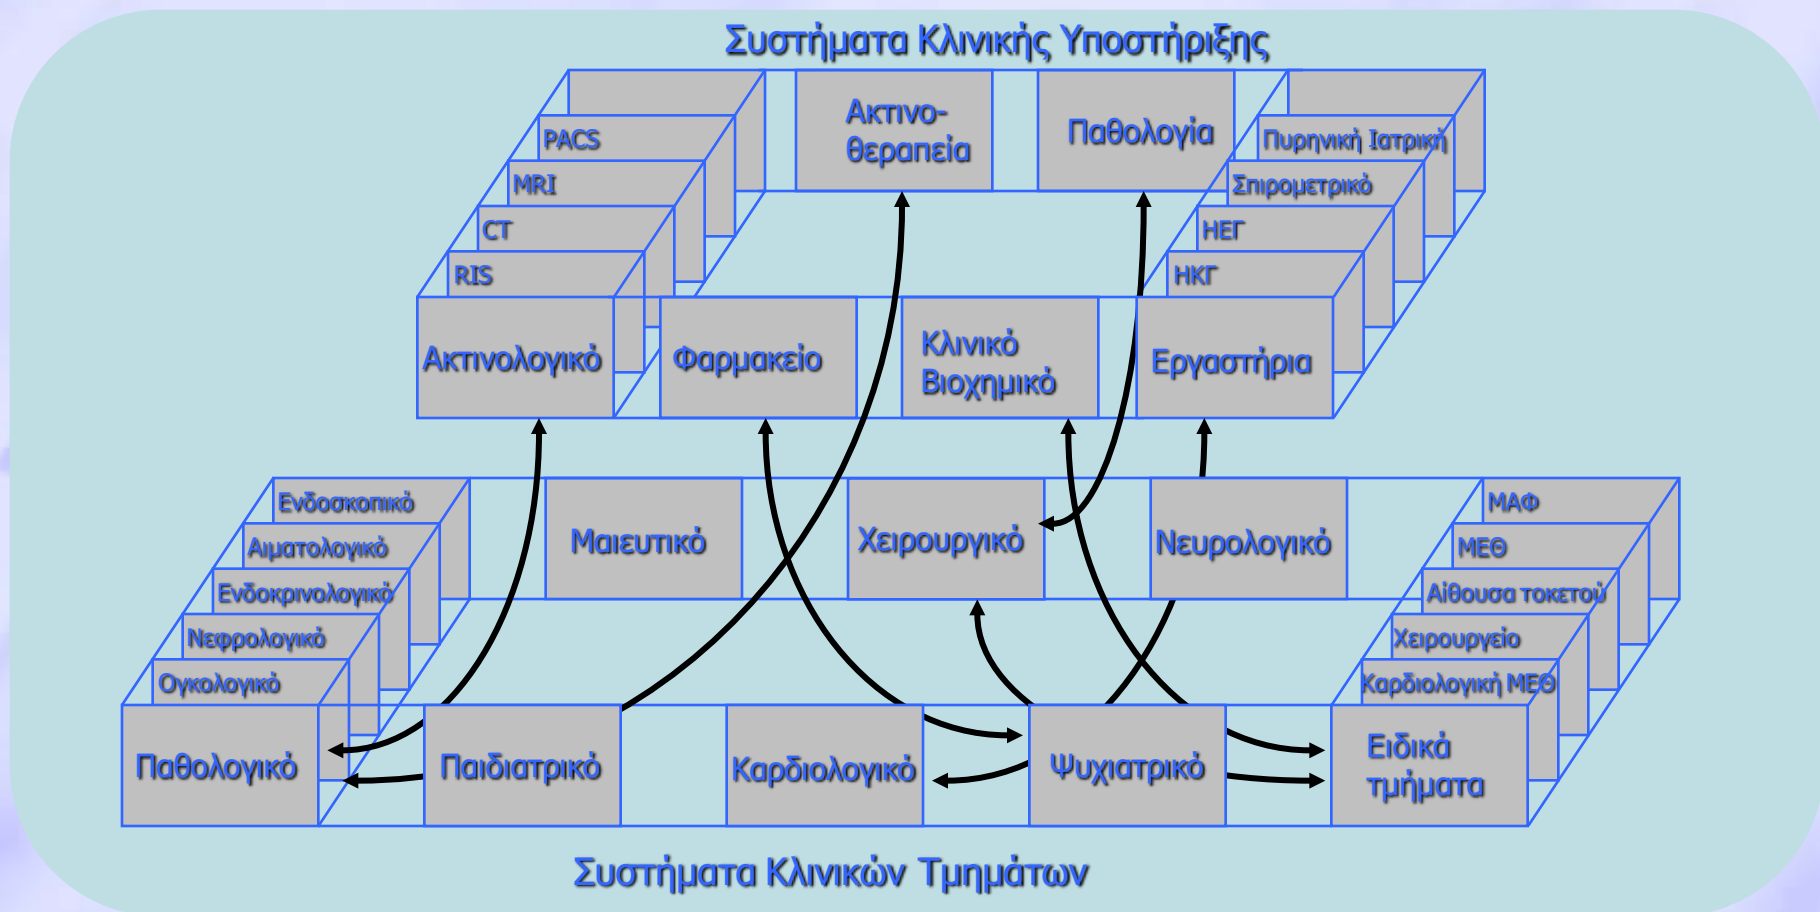 Συστήματα Κλινικής Υποστήριξης
Ακτινο-
θεραπεία
Παθολογία
PACS
MRI
CT
RIS
Πυρηνική Ιατρική
Σπιρομετρικό
ΗΕΓ
ΗΚΓ
Ακτινολογικό
Φαρμακείο
Κλινικό
Βιοχημικό
Εργαστήρια
Ενδοσκοπικό
Αιματολογικό
Ενδοκρινολογικό
Νεφρολογικό
Ογκολογικό
Μαιευτικό
Χειρουργικό
Νευρολογικό
ΜΑΦ
ΜΕΘ
Αίθουσα τοκετού
Χειρουργείο
Καρδιολογική ΜΕΘ
Παθολογικό
Παιδιατρικό
Καρδιολογικό
Ψυχιατρικό
Ειδικά
τμήματα
Συστήματα Κλινικών Τμημάτων